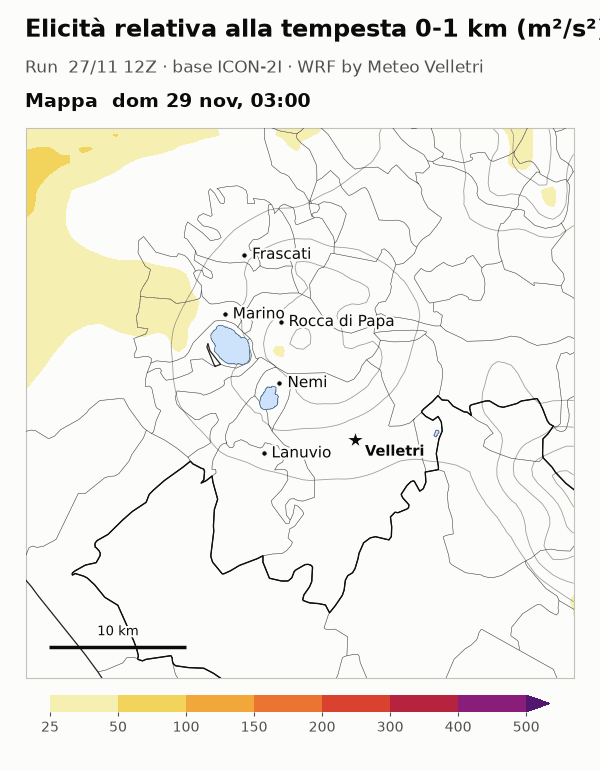 Elicità relativa alla tempesta 0-1 km (m²/s²)
Run 27/11 12Z · base ICON-2I · WRF by Meteo Velletri
Mappa dom 29 nov, 03:00
Frascati
Marino
Rocca di Papa
Nemi
Velletri
Lanuvio
10 km
25 50 100 150 200 300 400 500